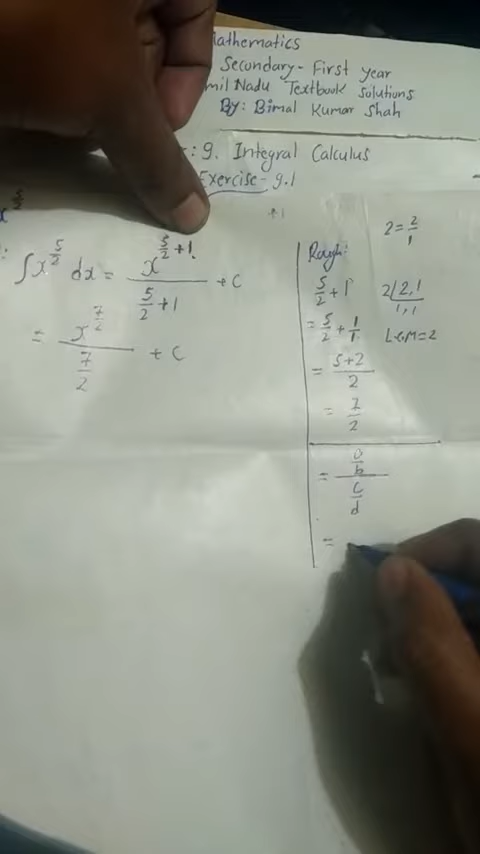 athematics
Secondary- First Year
mil Nadu Textbook Solutions
By: Bimal Kumar Shah
: 9. Integral Calculus
Exercise- 9.1
∫x^(5/2) dx = x^(5/2+1) / (5/2+1) + C
= x^(7/2) / (7/2) + C
2 = 2/1
Rough:
5/2 + 1
2 | 2,1
1,1
= 5/2 + 1/1
LCM = 2
= (5+2)/2
= 7/2
= (a/b) / (c/d)
=